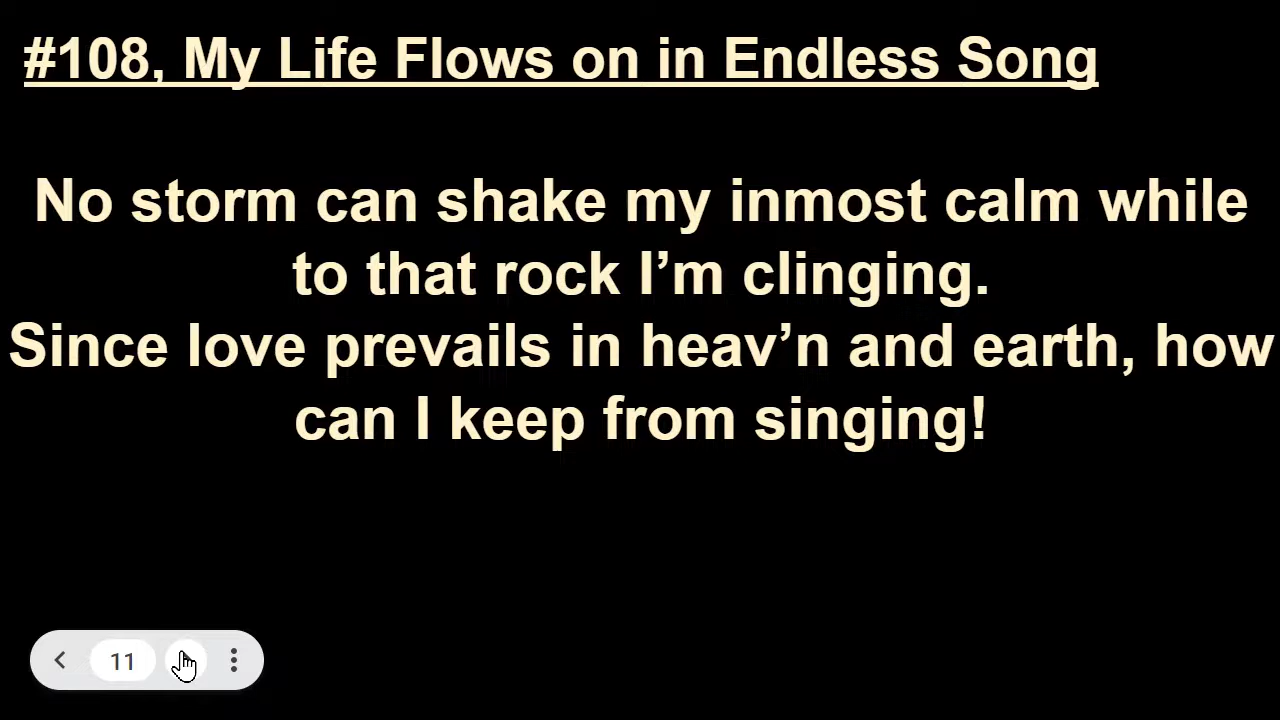 #108, My Life Flows on in Endless Song
No storm can shake my inmost calm while
to that rock I’m clinging.
Since love prevails in heav’n and earth, how
can I keep from singing!
11